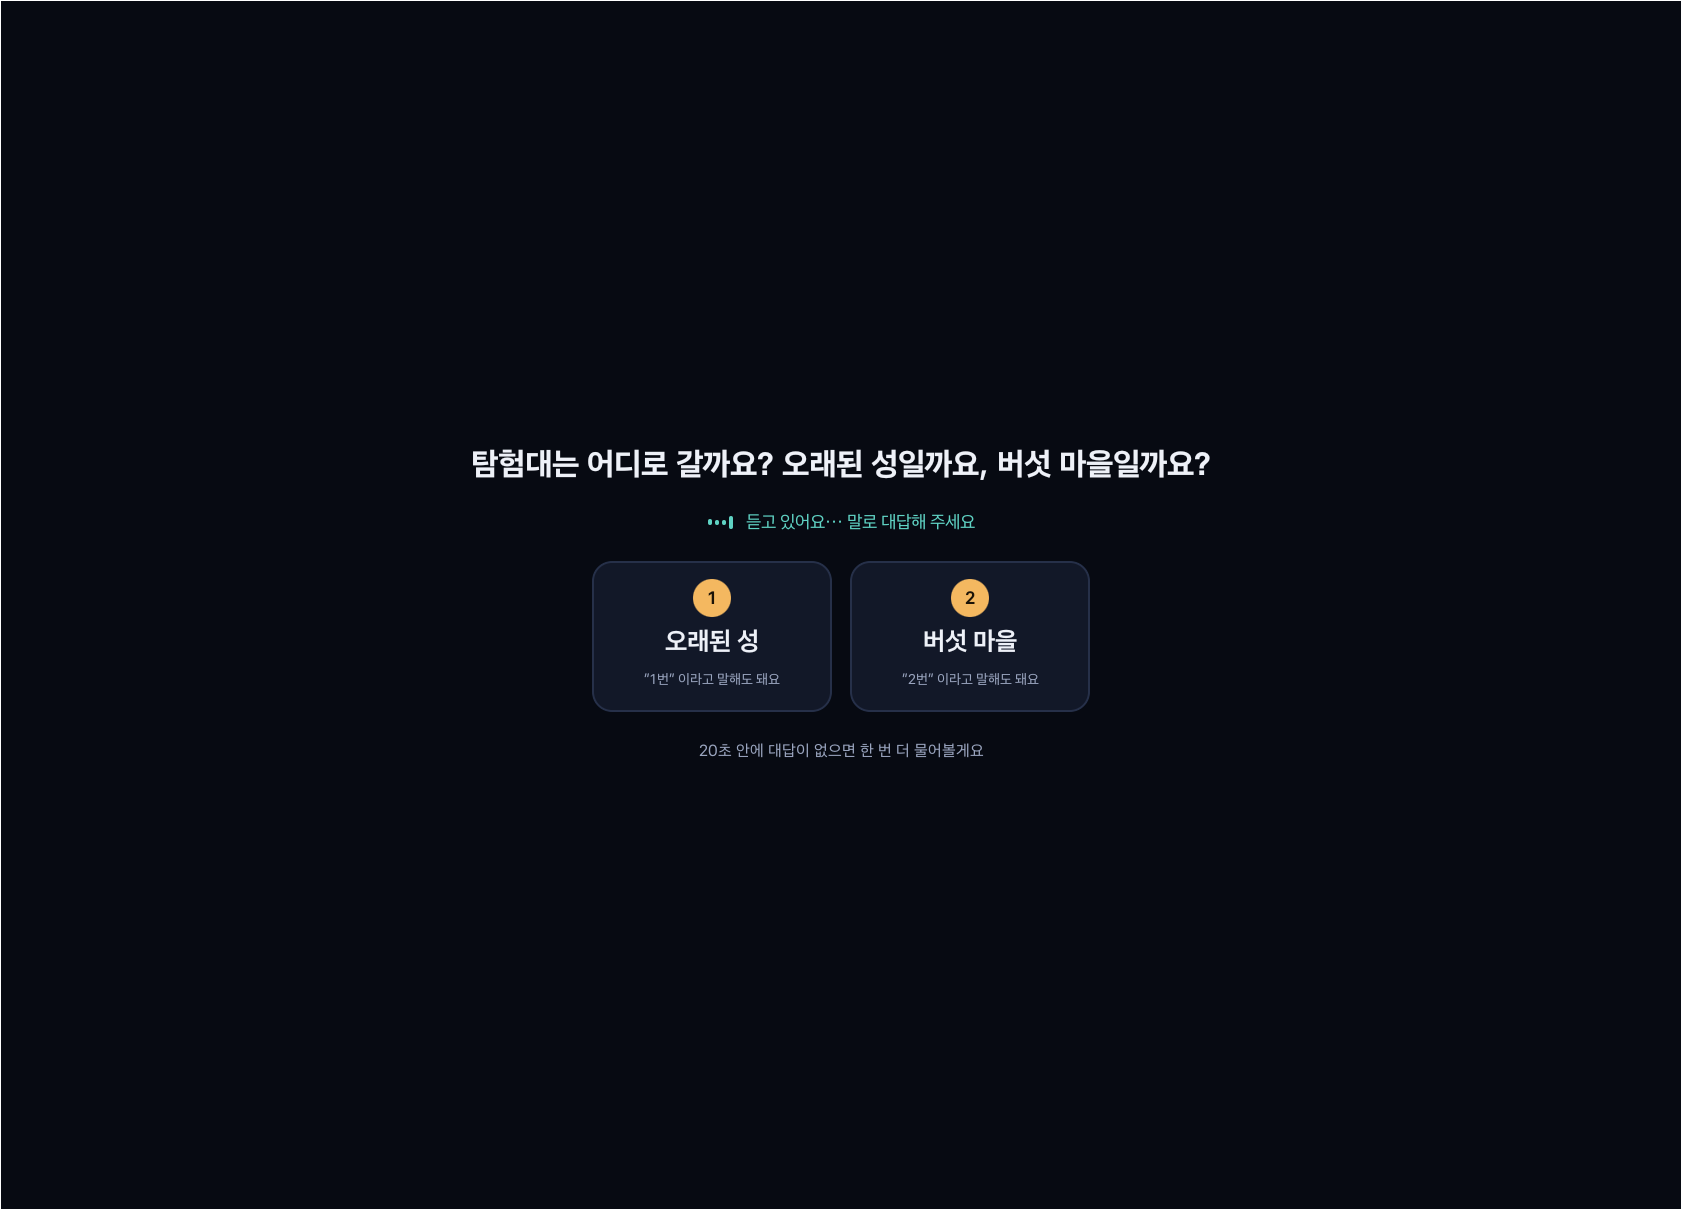 탐험대는 어디로 갈까요? 오래된 성일까요, 버섯 마을일까요?
듣고 있어요… 말로 대답해 주세요
1
오래된 성
"1번" 이라고 말해도 돼요
2
버섯 마을
"2번" 이라고 말해도 돼요
20초 안에 대답이 없으면 한 번 더 물어볼게요